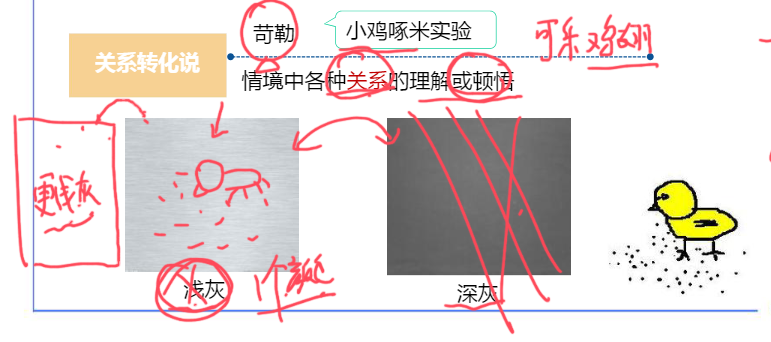 苛勒
小鸡啄米实验
可乐鸡翅
关系转化说
情境中各种关系的理解或顿悟
更浅灰
浅灰
深灰